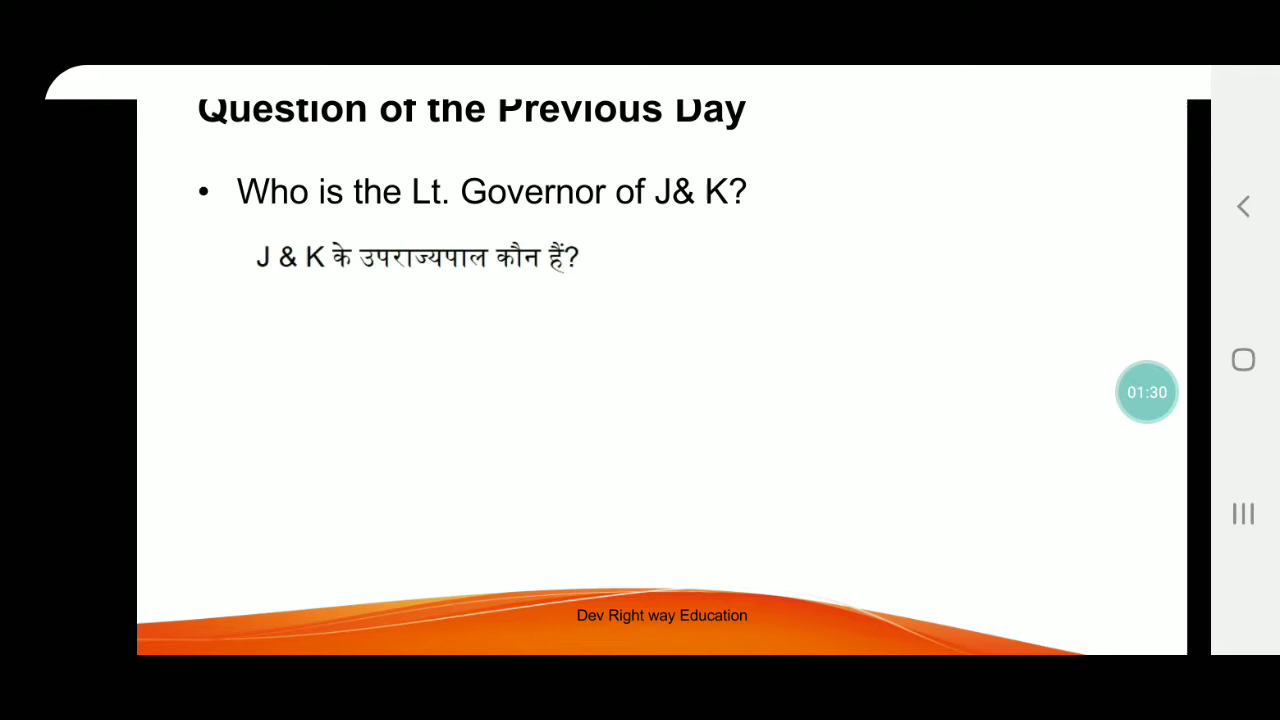 Question of the Previous Day
• Who is the Lt. Governor of J& K?
J & K के उपराज्यपाल कौन हैं?
01:30
Dev Right way Education